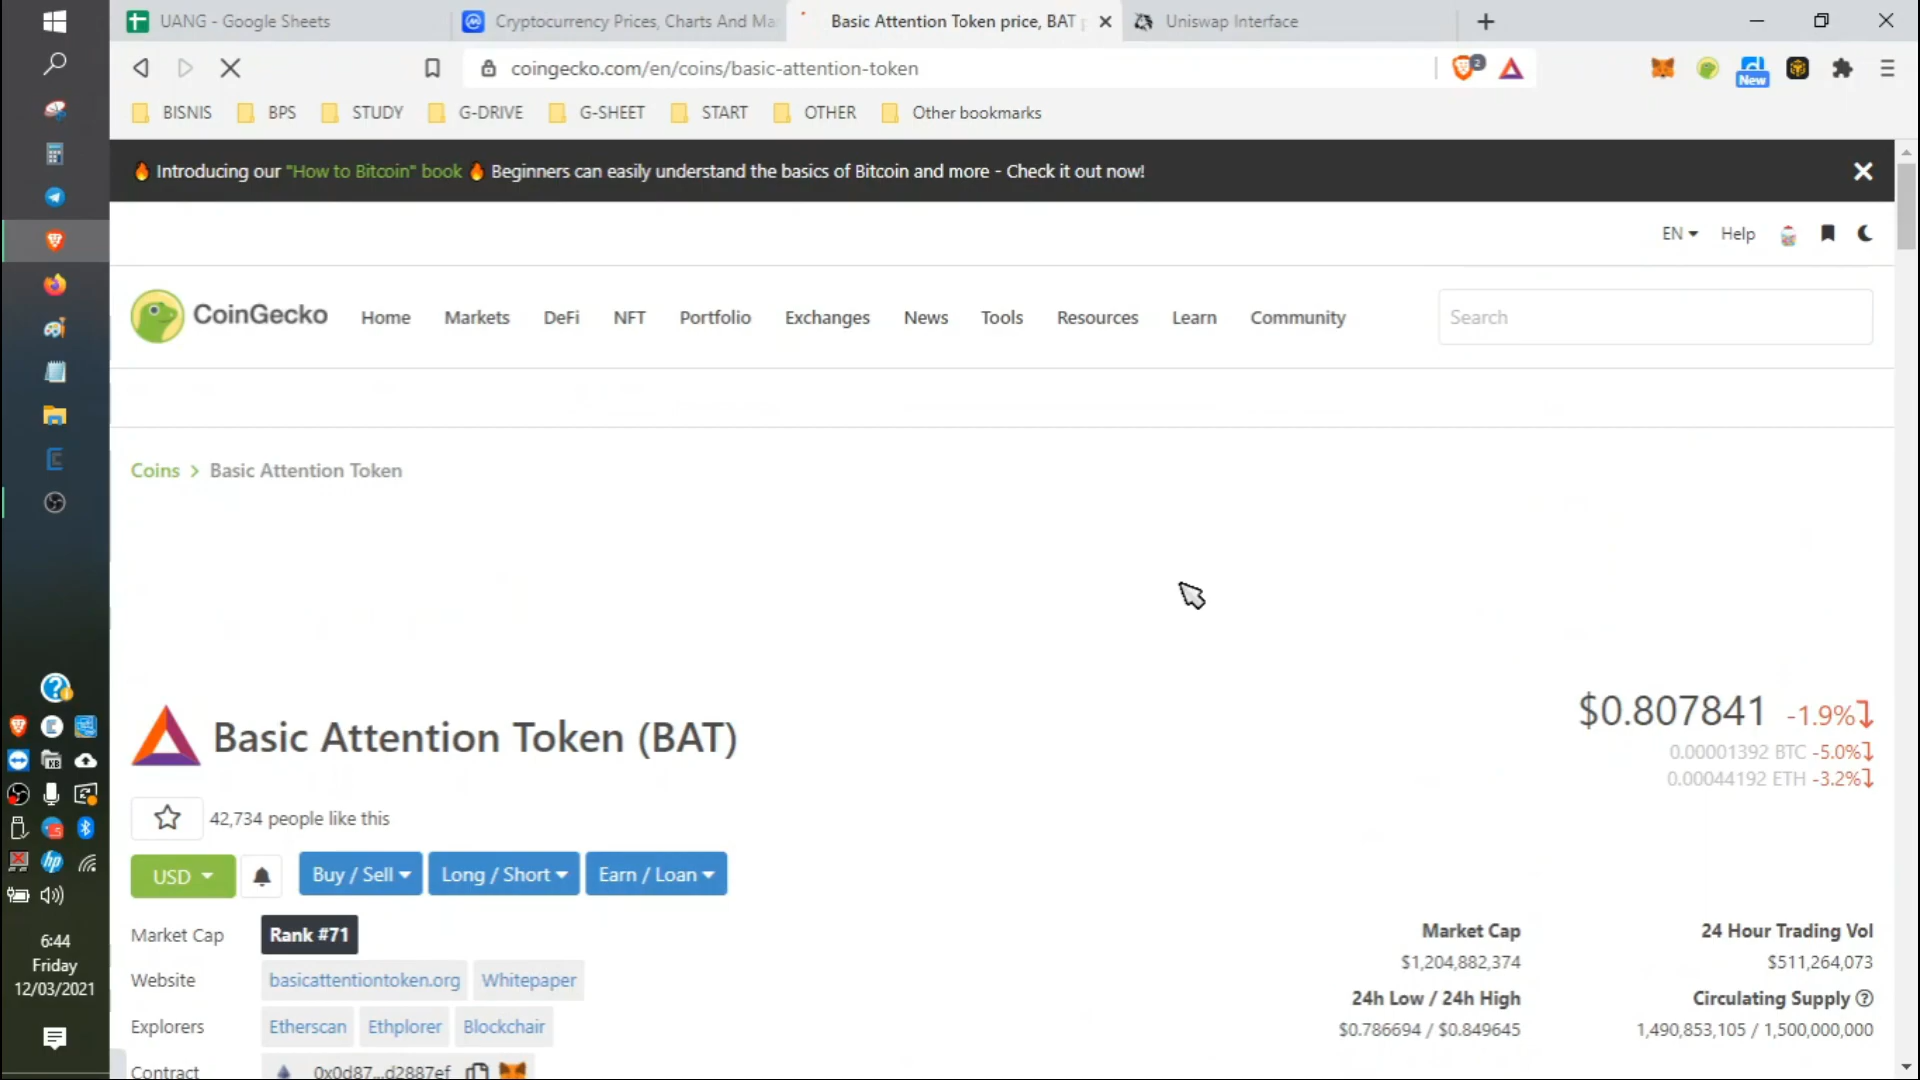 UANG - Google Sheets
Cryptocurrency Prices, Charts And Ma
Basic Attention Token price, BAT p
Uniswap Interface
coingecko.com/en/coins/basic-attention-token
2
New
BISNIS
BPS
STUDY
G-DRIVE
G-SHEET
START
OTHER
Other bookmarks
Introducing our "How to Bitcoin" book Beginners can easily understand the basics of Bitcoin and more - Check it out now!
EN Help
CoinGecko
Home Markets DeFi NFT Portfolio Exchanges News Tools Resources Learn Community
Search
Coins > Basic Attention Token
Basic Attention Token (BAT)
$0.807841 -1.9%
0.00001392 BTC -5.0%
0.00044192 ETH -3.2%
42,734 people like this
USD Buy / Sell Long / Short Earn / Loan
Market Cap Rank #71
Website basicattentiontoken.org Whitepaper
Explorers Etherscan Ethplorer Blockchair
Contract 0x0d87...d2887ef
Market Cap
$1,204,882,374
24 Hour Trading Vol
$511,264,073
24h Low / 24h High
$0.786694 / $0.849645
Circulating Supply
1,490,853,105 / 1,500,000,000
KB
hp
6:44
Friday
12/03/2021